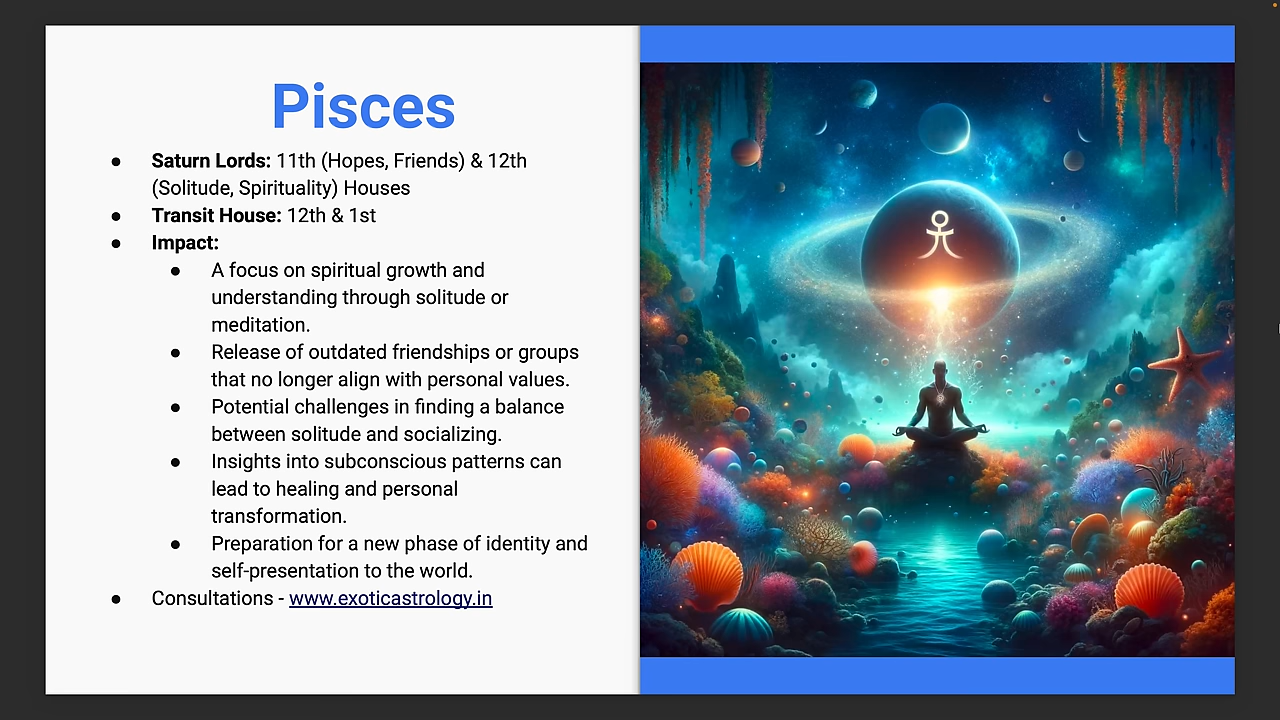 Pisces
● Saturn Lords: 11th (Hopes, Friends) & 12th
(Solitude, Spirituality) Houses
● Transit House: 12th & 1st
● Impact:
● A focus on spiritual growth and
understanding through solitude or
meditation.
● Release of outdated friendships or groups
that no longer align with personal values.
● Potential challenges in finding a balance
between solitude and socializing.
● Insights into subconscious patterns can
lead to healing and personal
transformation.
● Preparation for a new phase of identity and
self-presentation to the world.
● Consultations - www.exoticastrology.in